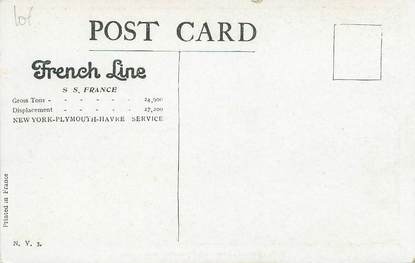 POST CARD
French Line
S S. FRANCE
Gross Tons - - - - - - 24,900
Displacement - - - - - 27,200
NEW YORK-PLYMOUTH-HAVRE SERVICE
Printed in France
N. Y. 3.